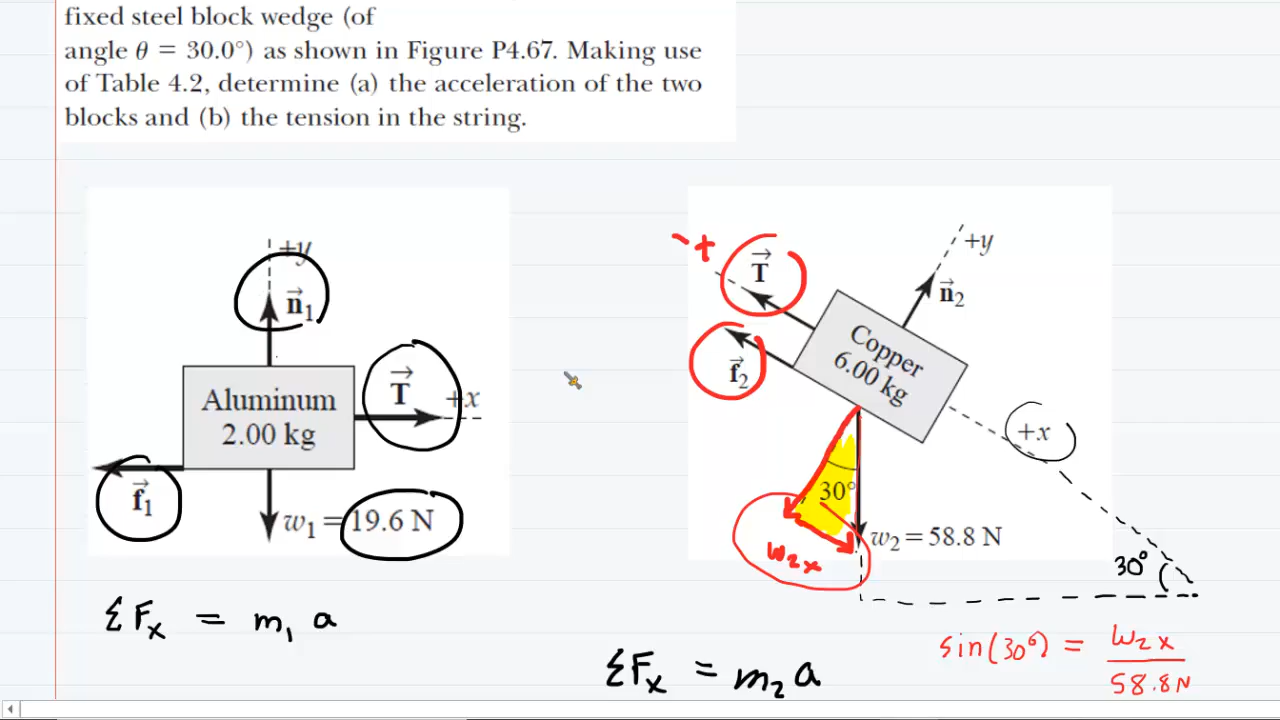 fixed steel block wedge (of
angle θ = 30.0°) as shown in Figure P4.67. Making use
of Table 4.2, determine (a) the acceleration of the two
blocks and (b) the tension in the string.
+y
n⃗₁
Aluminum
2.00 kg
T⃗
+x
f⃗₁
w₁ = 19.6 N
ΣFₓ = m₁ a
-+
T⃗
f⃗₂
+y
n⃗₂
Copper
6.00 kg
+x
30°
w₂ₓ
w₂ = 58.8 N
30°
ΣFₓ = m₂ a
sin(30°) = w₂ₓ / 58.8 N